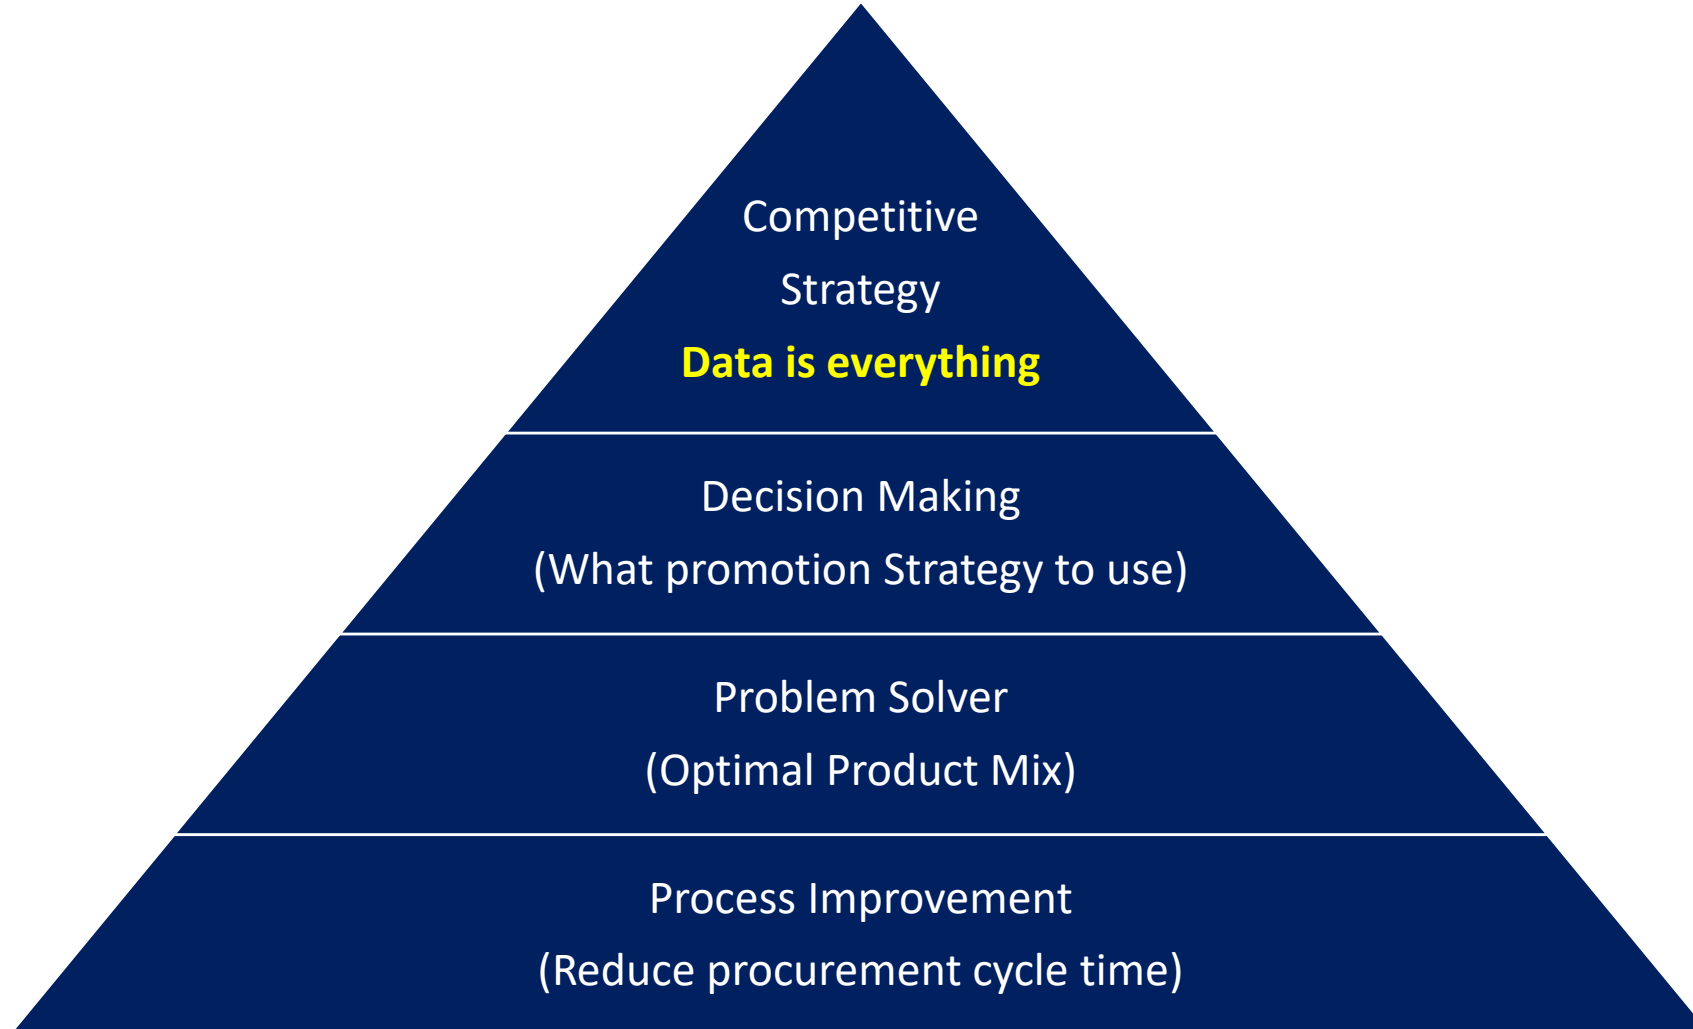 Competitive
Strategy
Data is everything
Decision Making
(What promotion Strategy to use)
Problem Solver
(Optimal Product Mix)
Process Improvement
(Reduce procurement cycle time)